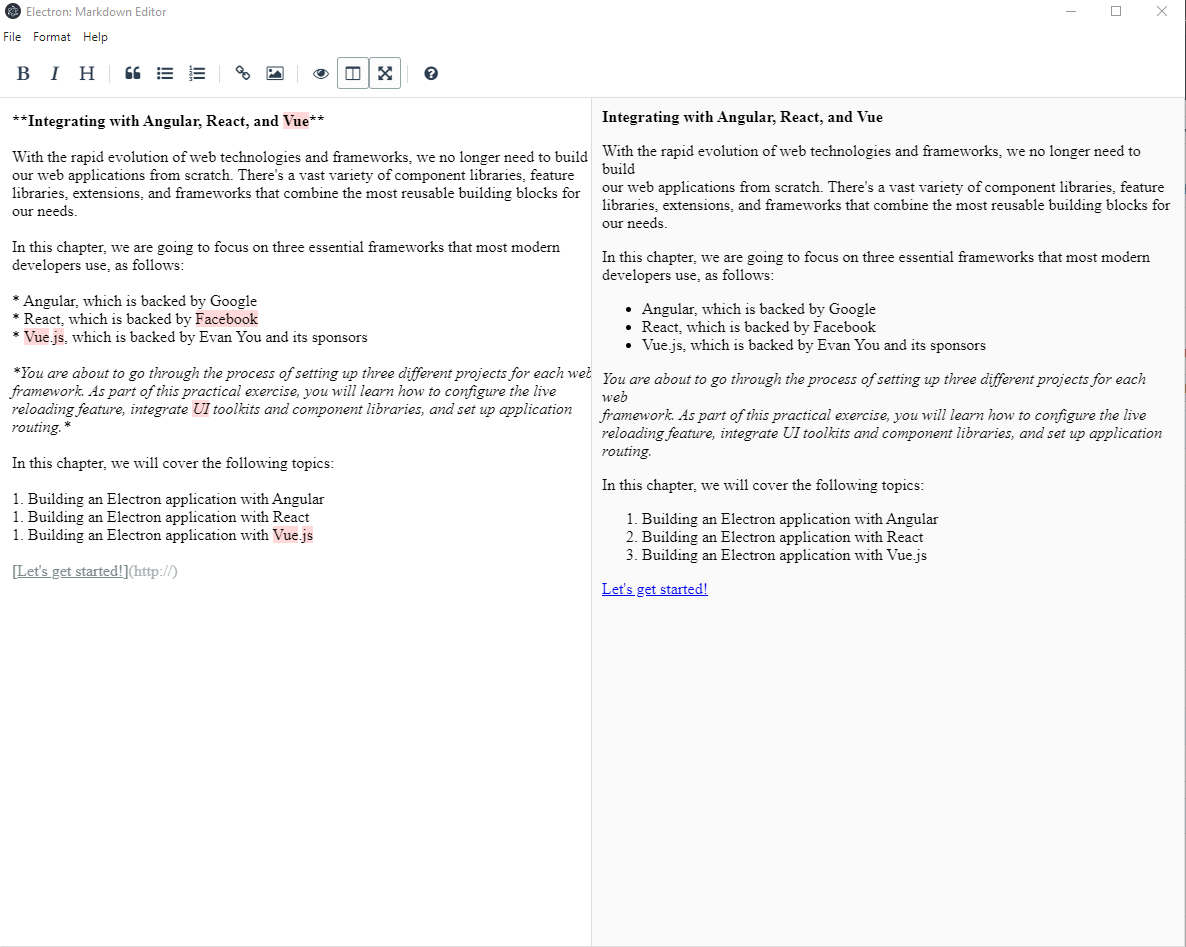 Electron: Markdown Editor
File Format Help
B I H
**Integrating with Angular, React, and Vue**
With the rapid evolution of web technologies and frameworks, we no longer need to build
our web applications from scratch. There's a vast variety of component libraries, feature
libraries, extensions, and frameworks that combine the most reusable building blocks for
our needs.
In this chapter, we are going to focus on three essential frameworks that most modern
developers use, as follows:
* Angular, which is backed by Google
* React, which is backed by Facebook
* Vue.js, which is backed by Evan You and its sponsors
*You are about to go through the process of setting up three different projects for each web
framework. As part of this practical exercise, you will learn how to configure the live
reloading feature, integrate UI toolkits and component libraries, and set up application
routing.*
In this chapter, we will cover the following topics:
1. Building an Electron application with Angular
1. Building an Electron application with React
1. Building an Electron application with Vue.js
[Let's get started!](http://)
Integrating with Angular, React, and Vue
With the rapid evolution of web technologies and frameworks, we no longer need to
build
our web applications from scratch. There's a vast variety of component libraries, feature
libraries, extensions, and frameworks that combine the most reusable building blocks for
our needs.
In this chapter, we are going to focus on three essential frameworks that most modern
developers use, as follows:
• Angular, which is backed by Google
• React, which is backed by Facebook
• Vue.js, which is backed by Evan You and its sponsors
You are about to go through the process of setting up three different projects for each
web
framework. As part of this practical exercise, you will learn how to configure the live
reloading feature, integrate UI toolkits and component libraries, and set up application
routing.
In this chapter, we will cover the following topics:
1. Building an Electron application with Angular
2. Building an Electron application with React
3. Building an Electron application with Vue.js
Let's get started!